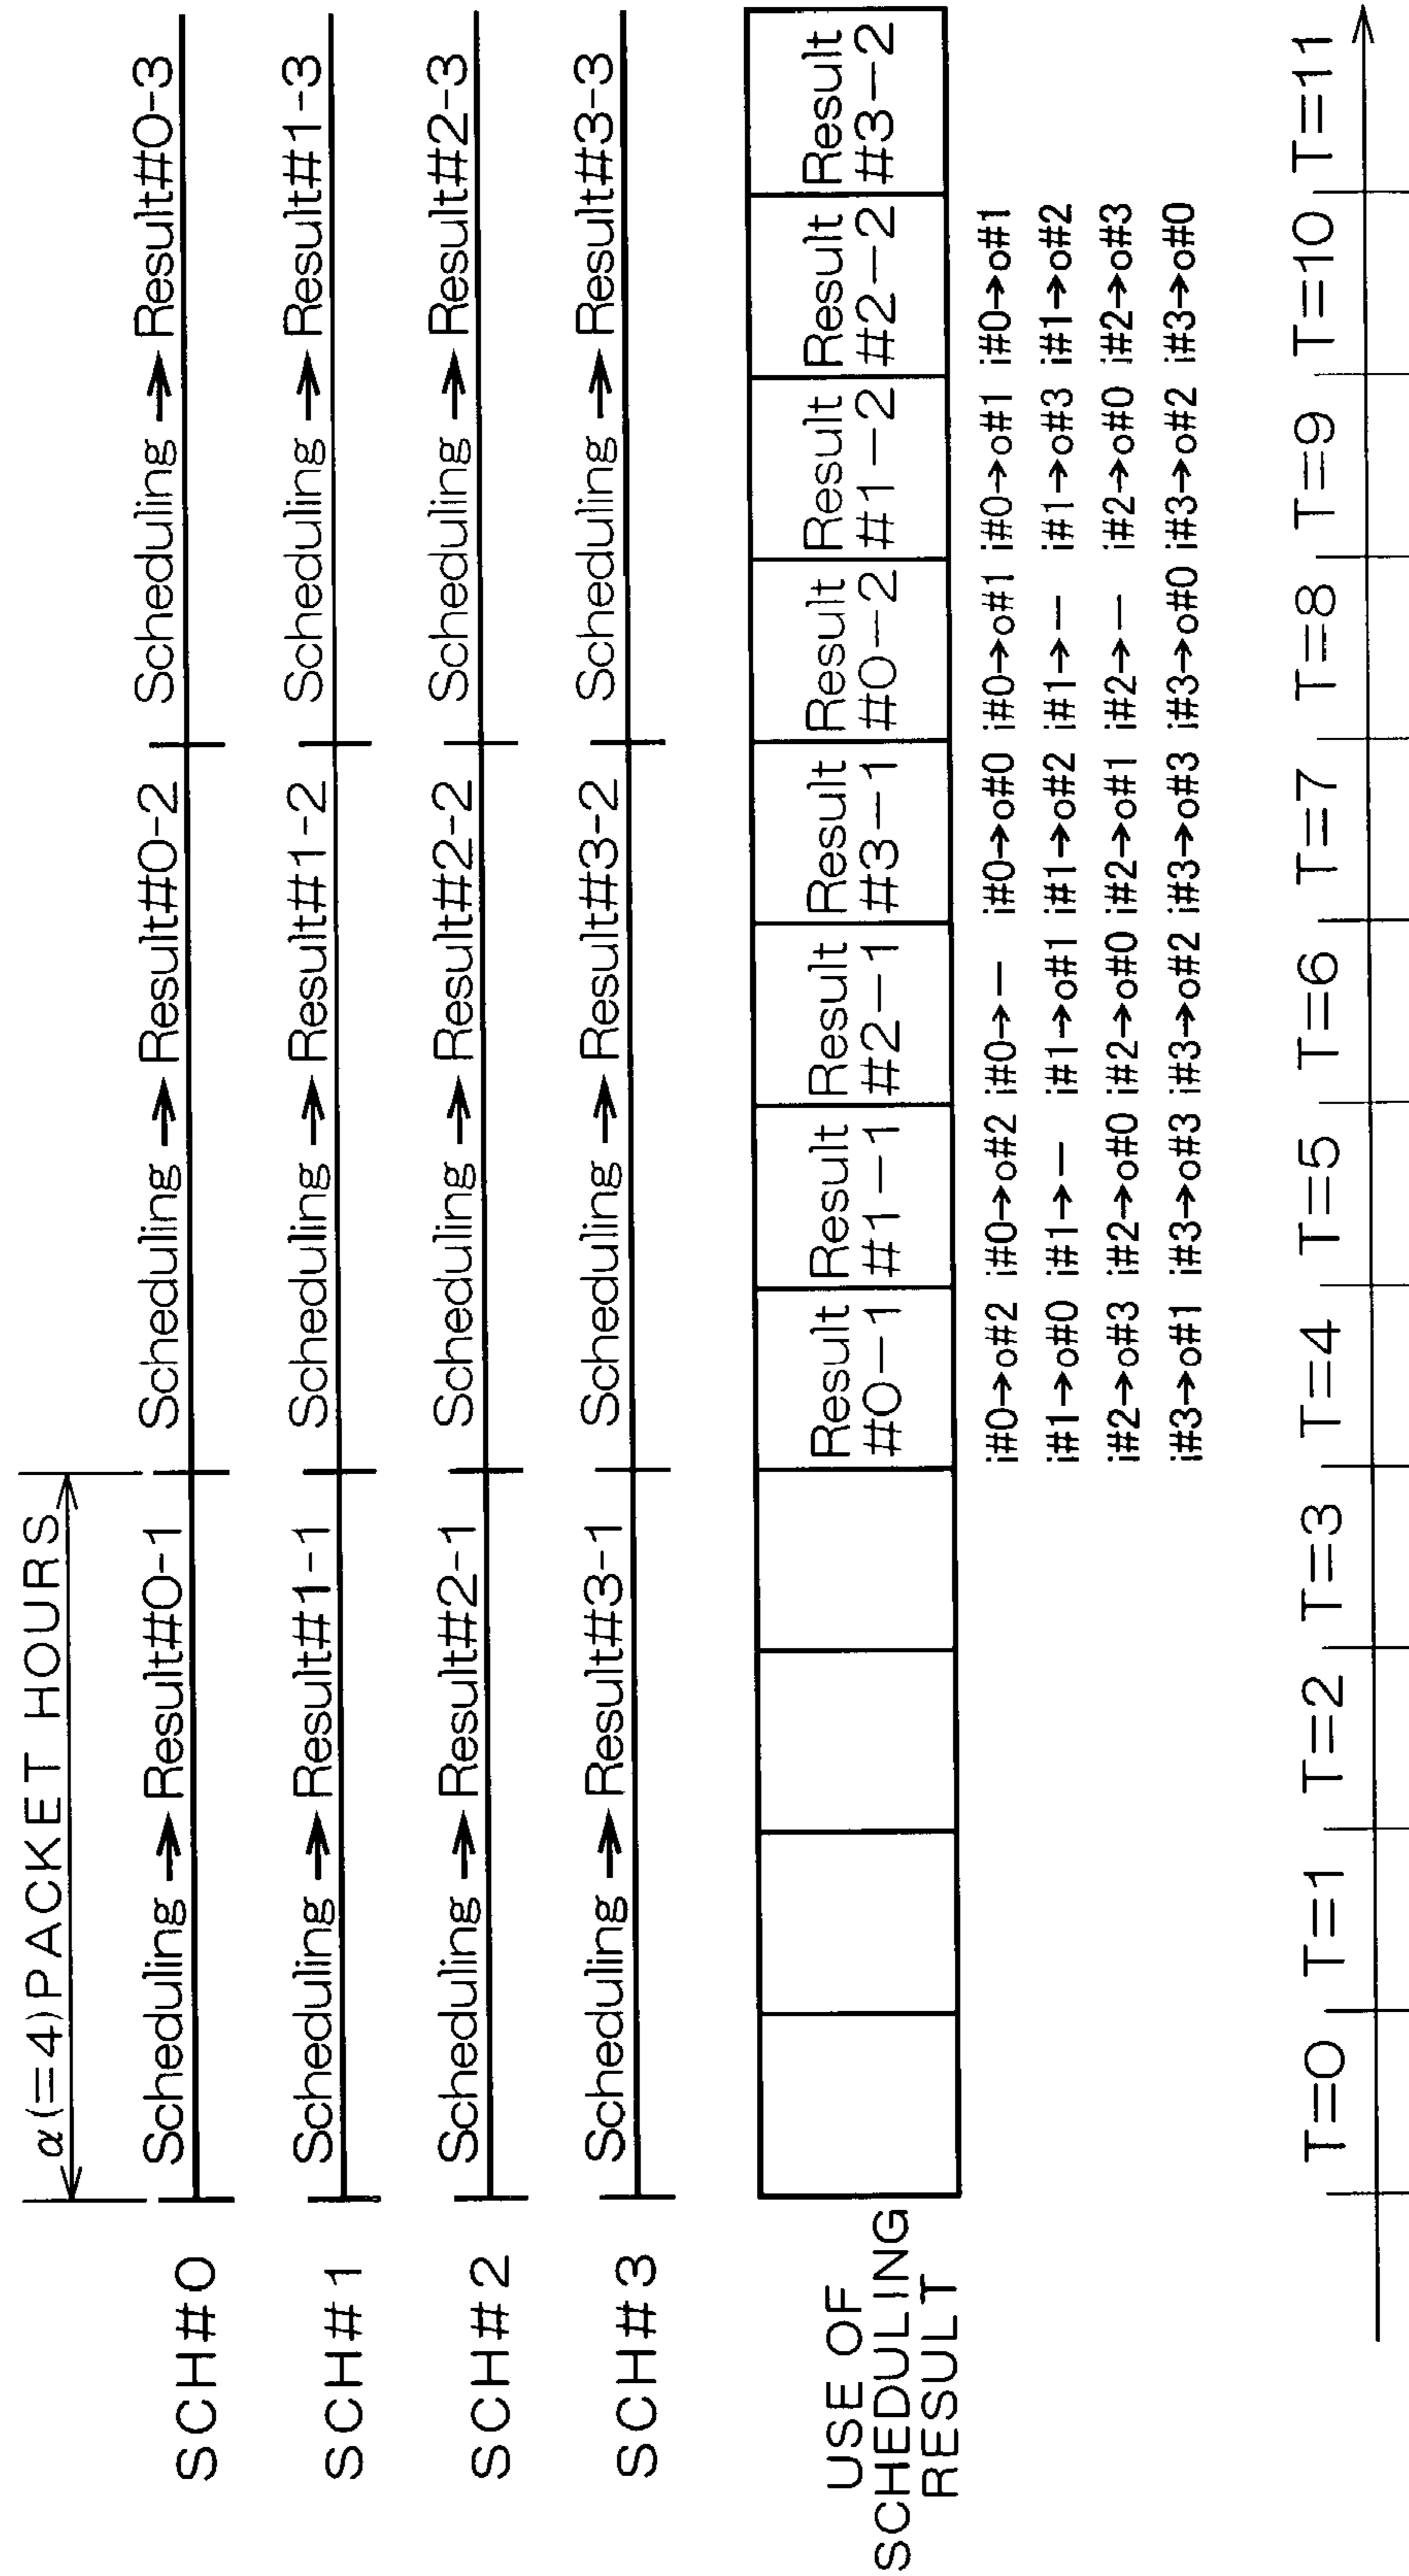 α(=4)PACKET HOURS
SCH#0 Scheduling→Result#0-1 Scheduling→Result#0-2 Scheduling→Result#0-3
SCH#1 Scheduling→Result#1-1 Scheduling→Result#1-2 Scheduling→Result#1-3
SCH#2 Scheduling→Result#2-1 Scheduling→Result#2-2 Scheduling→Result#2-3
SCH#3 Scheduling→Result#3-1 Scheduling→Result#3-2 Scheduling→Result#3-3
USE OF
SCHEDULING
RESULT
Result Result Result Result Result Result Result Result
#0-1 #1-1 #2-1 #3-1 #0-2 #1-2 #2-2 #3-2
i#0→o#2 i#0→o#2 i#0→- i#0→o#0 i#0→o#1 i#0→o#1 i#0→o#1
i#1→o#0 i#1→- i#1→o#1 i#1→o#2 i#1→- i#1→o#3 i#1→o#2
i#2→o#3 i#2→o#0 i#2→o#0 i#2→o#1 i#2→- i#2→o#0 i#2→o#3
i#3→o#1 i#3→o#3 i#3→o#2 i#3→o#3 i#3→o#0 i#3→o#2 i#3→o#0
T=0 T=1 T=2 T=3 T=4 T=5 T=6 T=7 T=8 T=9 T=10 T=11